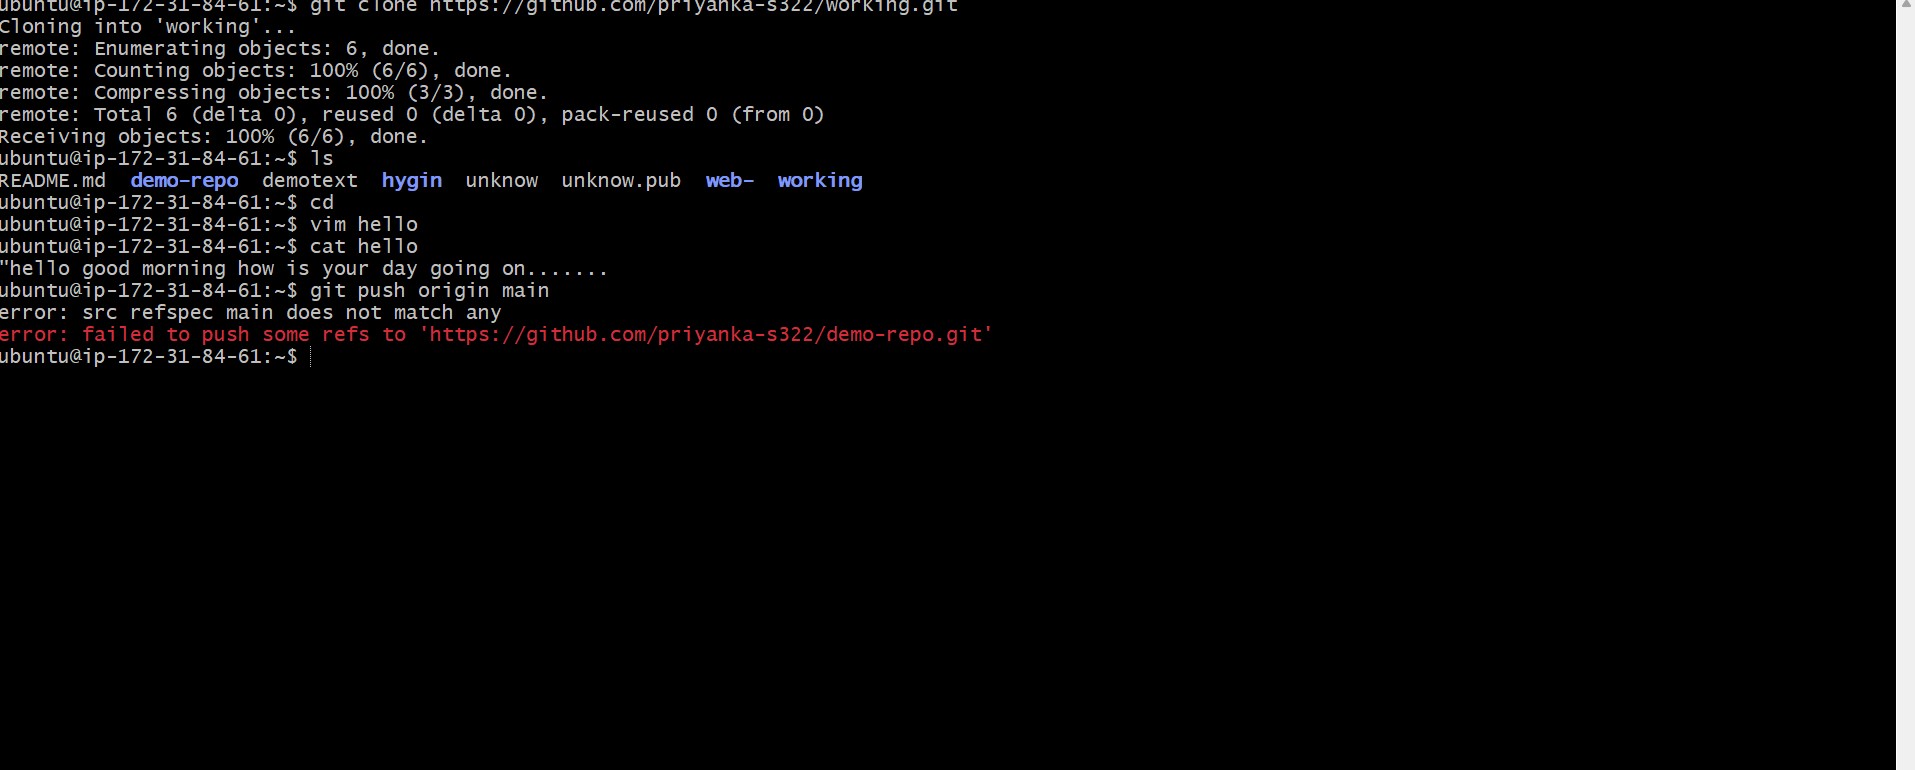 ubuntu@ip-172-31-84-61:~$ git clone https://github.com/priyanka-s322/working.git
Cloning into 'working'...
remote: Enumerating objects: 6, done.
remote: Counting objects: 100% (6/6), done.
remote: Compressing objects: 100% (3/3), done.
remote: Total 6 (delta 0), reused 0 (delta 0), pack-reused 0 (from 0)
Receiving objects: 100% (6/6), done.
ubuntu@ip-172-31-84-61:~$ ls
README.md  demo-repo  demotext  hygin  unknow  unknow.pub  web-  working
ubuntu@ip-172-31-84-61:~$ cd
ubuntu@ip-172-31-84-61:~$ vim hello
ubuntu@ip-172-31-84-61:~$ cat hello
"hello good morning how is your day going on.......
ubuntu@ip-172-31-84-61:~$ git push origin main
error: src refspec main does not match any
error: failed to push some refs to 'https://github.com/priyanka-s322/demo-repo.git'
ubuntu@ip-172-31-84-61:~$